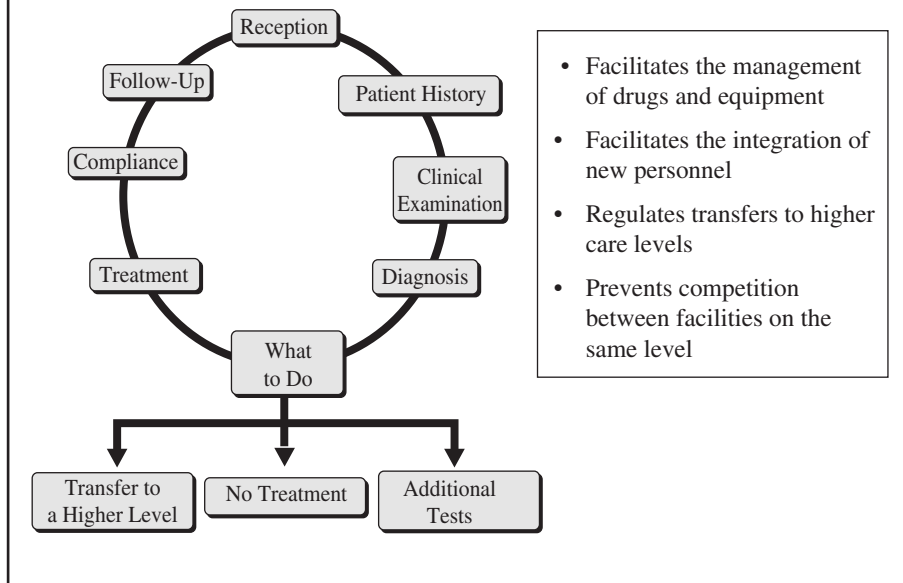 Reception
Patient History
Clinical
Examination
Diagnosis
What
to Do
Treatment
Compliance
Follow-Up
Transfer to
a Higher Level
No Treatment
Additional
Tests
• Facilitates the management
of drugs and equipment
• Facilitates the integration of
new personnel
• Regulates transfers to higher
care levels
• Prevents competition
between facilities on the
same level